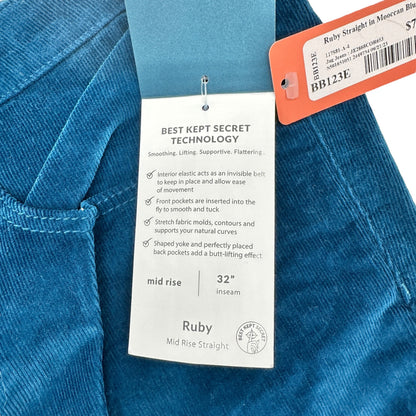 BEST KEPT SECRET
TECHNOLOGY
Smoothing. Lifting. Supportive. Flattering.
Interior elastic acts as an invisible belt
to keep in place and allow ease
of movement
Front pockets are inserted into the
fly to smooth and tuck
Stretch fabric molds, contours and
supports your natural curves
Shaped yoke and perfectly placed
back pockets add a butt-lifting effect
mid rise
32"
inseam
Ruby
Mid Rise Straight
BEST KEPT SECRET
Ruby Straight in Moccan Blu
$7
BB123E
BB123E